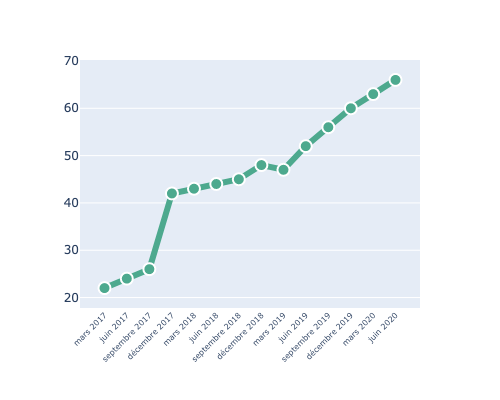 70
60
50
40
30
20
mars 2017
juin 2017
septembre 2017
décembre 2017
mars 2018
juin 2018
septembre 2018
décembre 2018
mars 2019
juin 2019
septembre 2019
décembre 2019
mars 2020
juin 2020